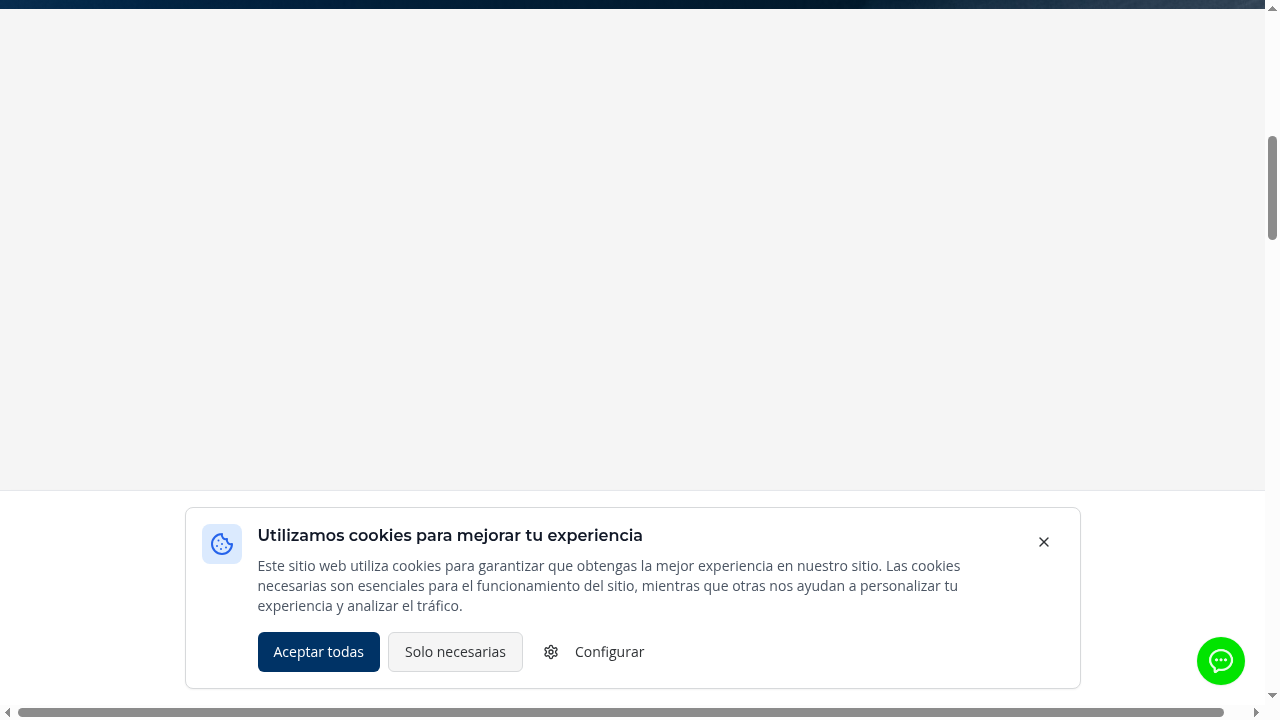 Utilizamos cookies para mejorar tu experiencia
Este sitio web utiliza cookies para garantizar que obtengas la mejor experiencia en nuestro sitio. Las cookies
necesarias son esenciales para el funcionamiento del sitio, mientras que otras nos ayudan a personalizar tu
experiencia y analizar el tráfico.
Aceptar todas
Solo necesarias
Configurar